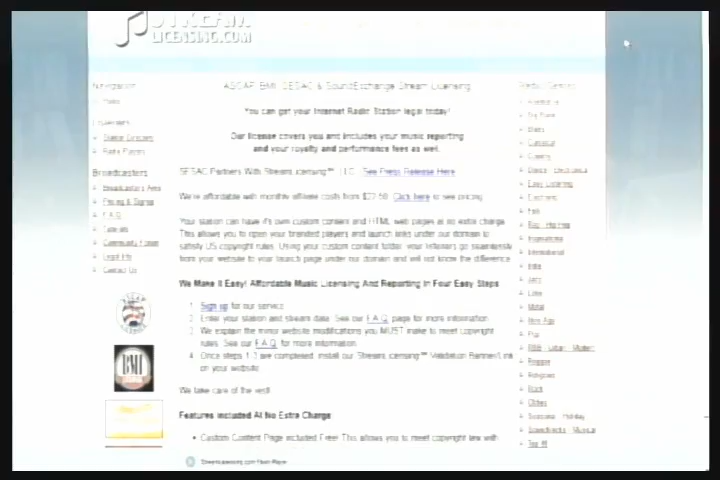 STREAM
LICENSING.COM
Navigation
Home
Listeners
Station Directory
Radio Players
Broadcasters
Broadcasters Area
Pricing & Signup
F.A.Q.
Tutorials
Community Forum
Legal Info
Contact Us
ASCAP
BMI
ASCAP, BMI, SESAC & SoundExchange Stream Licensing
You can get your Internet Radio Station legal today!
Our license covers you and includes your music reporting
and your royalty and performance fees as well.
SESAC Partners With StreamLicensing™ LLC. See Press Release Here
We're affordable with monthly affiliate costs from Click here to see pricing.
Your station can have it's own custom content and HTML web pages at no extra charge.
This allows you to open your branded players and launch links under our domain to
satisfy US copyright rules. Using your custom content folder, your listeners go seamlessly
from your website to your launch page under our domain and will not know the difference.
We Make It Easy! Affordable Music Licensing And Reporting In Four Easy Steps
1. Sign up for our service.
2. Enter your station and stream data. See our F.A.Q. page for more information.
3. We explain the minor website modifications you MUST make to meet copyright
rules. See our F.A.Q. for more information.
4. Once steps 1-3 are completed, install our StreamLicensing™ Validation Banner/Link
on your website.
We take care of the rest!
Features Included At No Extra Charge
• Custom Content Page Included Free! This allows you to meet copyright law with
StreamLicensing.com Radio Player
Blues
Classical
Country
Dance - Electronica
Easy Listening
Folk
Rap - Hip Hop
Inspirational
International
Indie
Jazz
Latin
Metal
New Age
Pop
R&B - Urban - Modern
Reggae
Religious
Rock
Oldies
Seasonal - Holiday
Soundtracks - Musical
Top 40